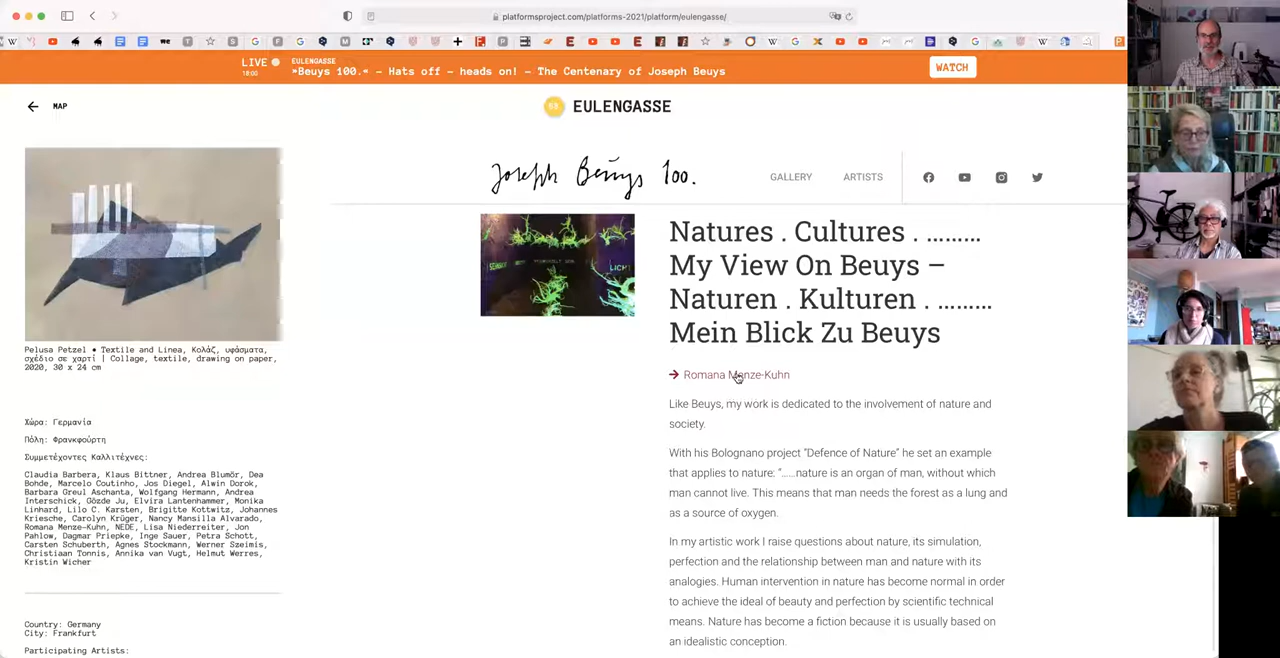 platformsproject.com/platforms-2021/platform/eulengasse/
LIVE
18:00
EULENGASSE
»Beuys 100.« – Hats off – heads on! – The Centenary of Joseph Beuys
WATCH
MAP
53
EULENGASSE
Joseph Beuys 100.
GALLERY
ARTISTS
LICHT
Natures . Cultures . .........
My View On Beuys –
Naturen . Kulturen . .........
Mein Blick Zu Beuys
Romana Menze-Kuhn
Like Beuys, my work is dedicated to the involvement of nature and
society.
With his Bolognano project “Defence of Nature” he set an example
that applies to nature: “......nature is an organ of man, without which
man cannot live. This means that man needs the forest as a lung and
as a source of oxygen.
In my artistic work I raise questions about nature, its simulation,
perfection and the relationship between man and nature with its
analogies. Human intervention in nature has become normal in order
to achieve the ideal of beauty and perfection by scientific technical
means. Nature has become a fiction because it is usually based on
an idealistic conception.
Pelusa Petzel • Textile and Linea, Κολάζ, υφάσματα,
σχέδιο σε χαρτί | Collage, textile, drawing on paper,
2020, 30 x 24 cm
Χώρα: Γερμανία
Πόλη: Φρανκφούρτη
Συμμετέχοντες Καλλιτέχνες:
Claudia Barbera, Klaus Bittner, Andrea Blumör, Dea
Bohde, Marcelo Coutinho, Jos Diegel, Alwin Dorok,
Barbara Greul Aschanta, Wolfgang Hermann, Andrea
Interschick, Gözde Ju, Elvira Lantenhammer, Monika
Linhard, Lilo C. Karsten, Brigitte Kottwitz, Johannes
Kriesche, Carolyn Krüger, Nancy Mansilla Alvarado,
Romana Menze-Kuhn, NEDE, Lisa Niederreiter, Jon
Pahlow, Dagmar Priepke, Inge Sauer, Petra Schott,
Carsten Schuberth, Agnes Stockmann, Werner Szeimis,
Christiaan Tonnis, Annika van Vugt, Helmut Werres,
Kristin Wicher
Country: Germany
City: Frankfurt
Participating Artists: